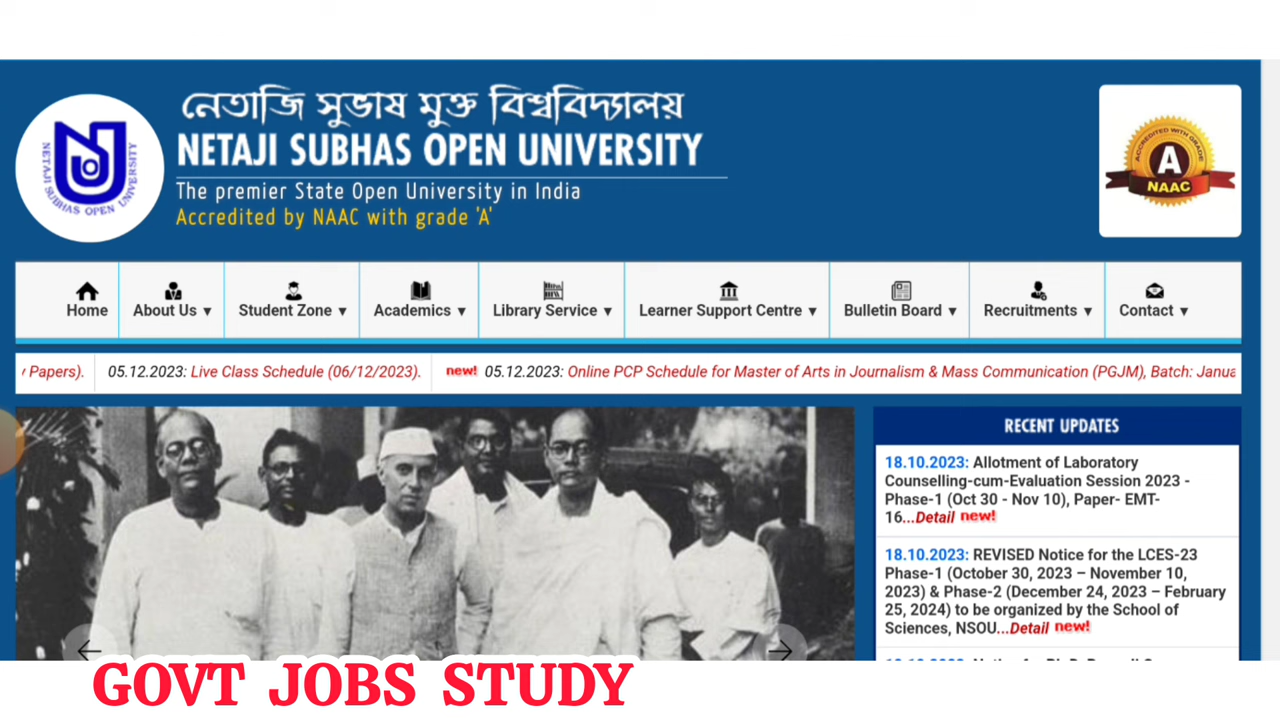 নেতাজি সুভাষ মুক্ত বিশ্ববিদ্যালয়
NETAJI SUBHAS OPEN UNIVERSITY
The premier State Open University in India
Accredited by NAAC with grade 'A'
NETAJI SUBHAS OPEN UNIVERSITY
ACCREDITED WITH GRADE
A
NAAC
Home
About Us ▾
Student Zone ▾
Academics ▾
Library Service ▾
Learner Support Centre ▾
Bulletin Board ▾
Recruitments ▾
Contact ▾
Papers). 05.12.2023: Live Class Schedule (06/12/2023). new! 05.12.2023: Online PCP Schedule for Master of Arts in Journalism & Mass Communication (PGJM), Batch: Janua
RECENT UPDATES
18.10.2023: Allotment of Laboratory
Counselling-cum-Evaluation Session 2023 -
Phase-1 (Oct 30 - Nov 10), Paper- EMT-
16...Detail new!
18.10.2023: REVISED Notice for the LCES-23
Phase-1 (October 30, 2023 – November 10,
2023) & Phase-2 (December 24, 2023 – February
25, 2024) to be organized by the School of
Sciences, NSOU...Detail new!
GOVT JOBS STUDY